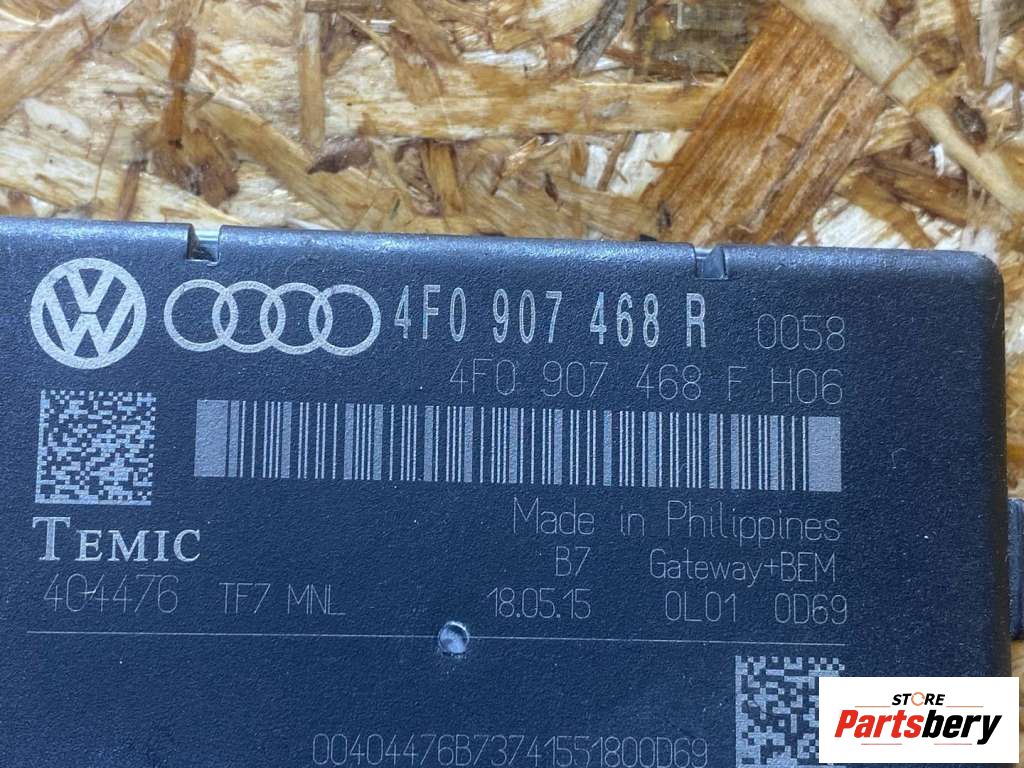 4F0 907 468 R 0058
4F0 907 468 F H06
Made in Philippines
TEMIC
B7 Gateway+BEM
404476 TF7 MNL 18.05.15 0L01 0D69
00404476B73741551800D69
STORE
Partsbery